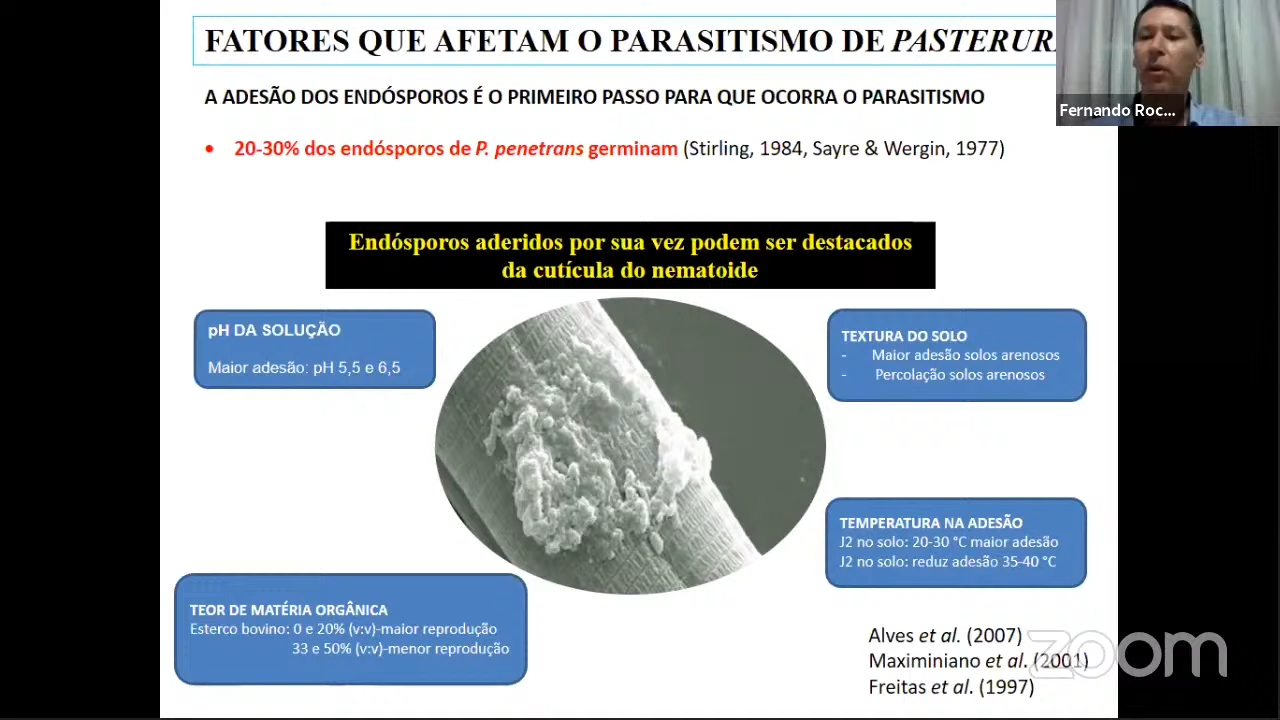 FATORES QUE AFETAM O PARASITISMO DE PASTERUR
A ADESÃO DOS ENDÓSPOROS É O PRIMEIRO PASSO PARA QUE OCORRA O PARASITISMO
Fernando Roc...
• 20-30% dos endósporos de P. penetrans germinam (Stirling, 1984, Sayre & Wergin, 1977)
Endósporos aderidos por sua vez podem ser destacados
da cutícula do nematoide
pH DA SOLUÇÃO
Maior adesão: pH 5,5 e 6,5
TEXTURA DO SOLO
- Maior adesão solos arenosos
- Percolação solos arenosos
TEMPERATURA NA ADESÃO
J2 no solo: 20-30 °C maior adesão
J2 no solo: reduz adesão 35-40 °C
TEOR DE MATÉRIA ORGÂNICA
Esterco bovino: 0 e 20% (v:v)-maior reprodução
33 e 50% (v:v)-menor reprodução
Alves et al. (2007)
Maximiniano et al. (2001)
Freitas et al. (1997)
zoom